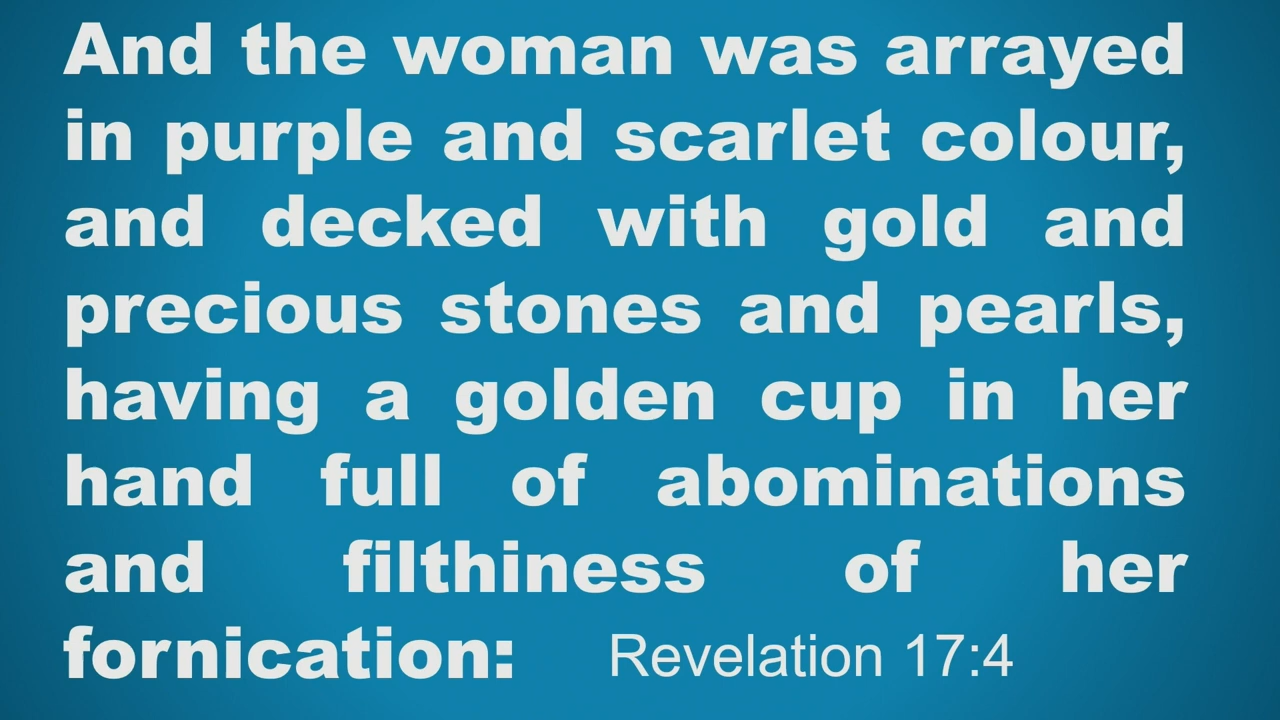 And the woman was arrayed
in purple and scarlet colour,
and decked with gold and
precious stones and pearls,
having a golden cup in her
hand full of abominations
and filthiness of her
fornication: Revelation 17:4